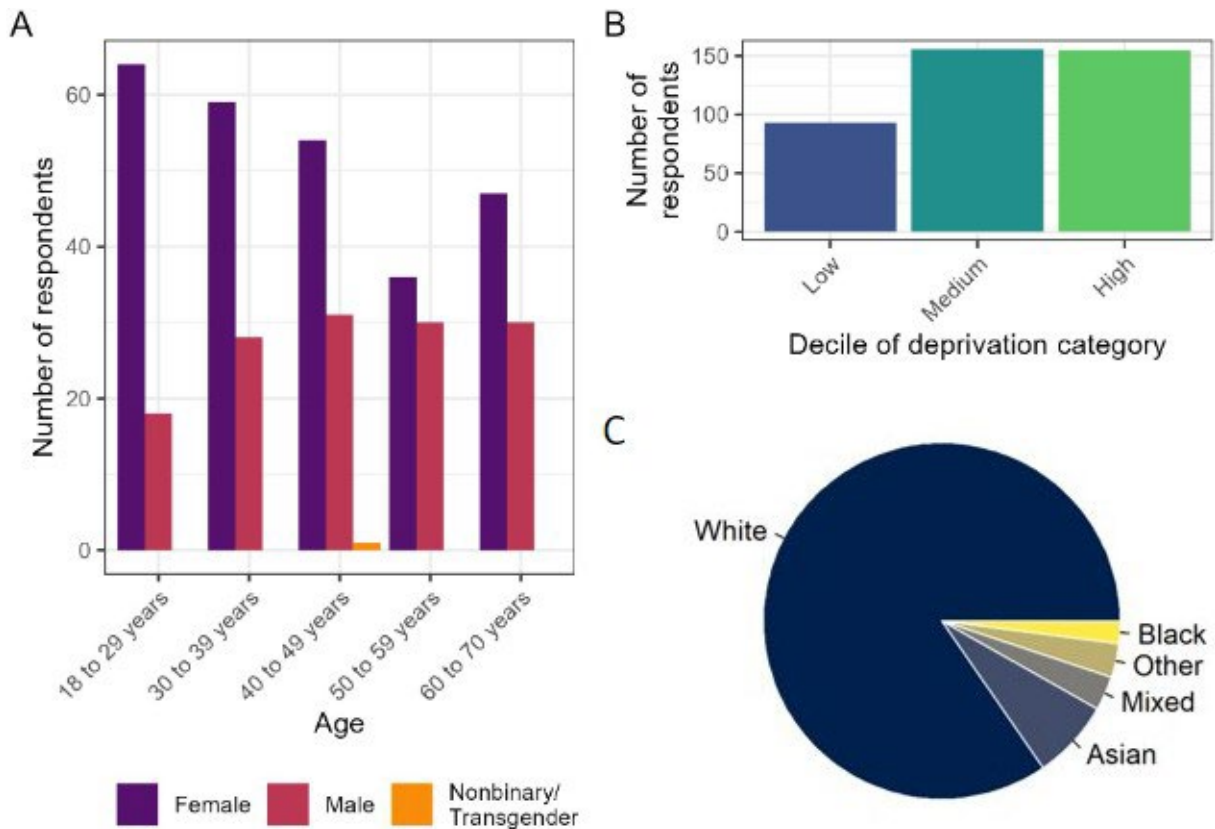 A
Number of respondents
60
40
20
0
18 to 29 years
30 to 39 years
40 to 49 years
50 to 59 years
60 to 70 years
Age
Female
Male
Nonbinary/
Transgender
B
Number of
respondents
150
100
50
0
Low
Medium
High
Decile of deprivation category
C
White
Black
Other
Mixed
Asian